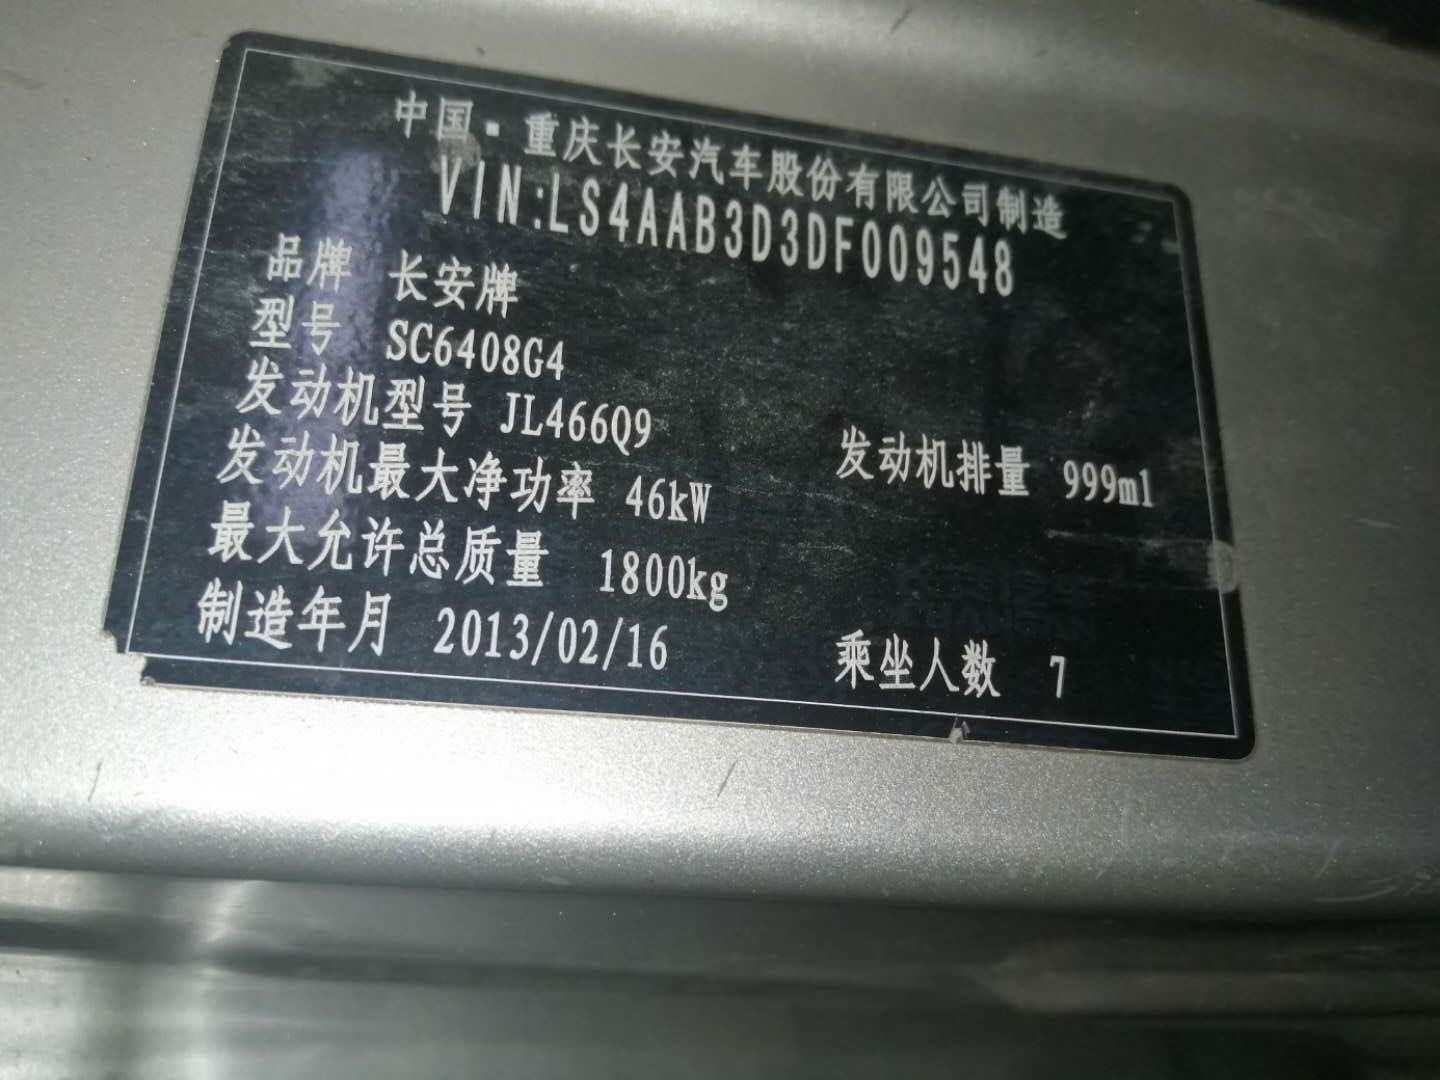 中国·重庆长安汽车股份有限公司制造
VIN:LS4AAB3D3DF009548
品牌 长安牌
型号 SC6408G4
发动机型号 JL466Q9 发动机排量 999ml
发动机最大净功率 46kW
最大允许总质量 1800kg
制造年月 2013/02/16 乘坐人数 7